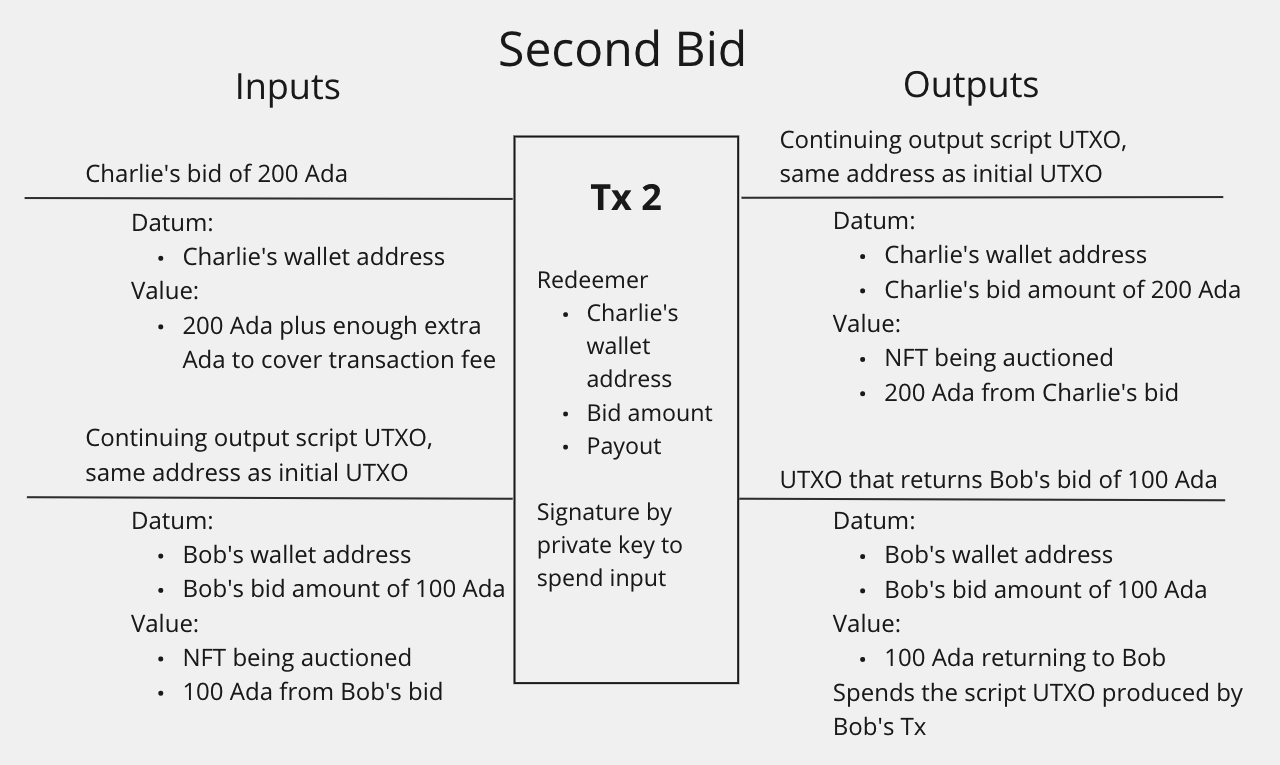 Second Bid
Inputs
Charlie's bid of 200 Ada
Datum:
• Charlie's wallet address
Value:
• 200 Ada plus enough extra
Ada to cover transaction fee
Continuing output script UTXO,
same address as initial UTXO
Datum:
• Bob's wallet address
• Bob's bid amount of 100 Ada
Value:
• NFT being auctioned
• 100 Ada from Bob's bid
Tx 2
Redeemer
• Charlie's
wallet
address
• Bid amount
• Payout
Signature by
private key to
spend input
Outputs
Continuing output script UTXO,
same address as initial UTXO
Datum:
• Charlie's wallet address
• Charlie's bid amount of 200 Ada
Value:
• NFT being auctioned
• 200 Ada from Charlie's bid
UTXO that returns Bob's bid of 100 Ada
Datum:
• Bob's wallet address
• Bob's bid amount of 100 Ada
Value:
• 100 Ada returning to Bob
Spends the script UTXO produced by
Bob's Tx